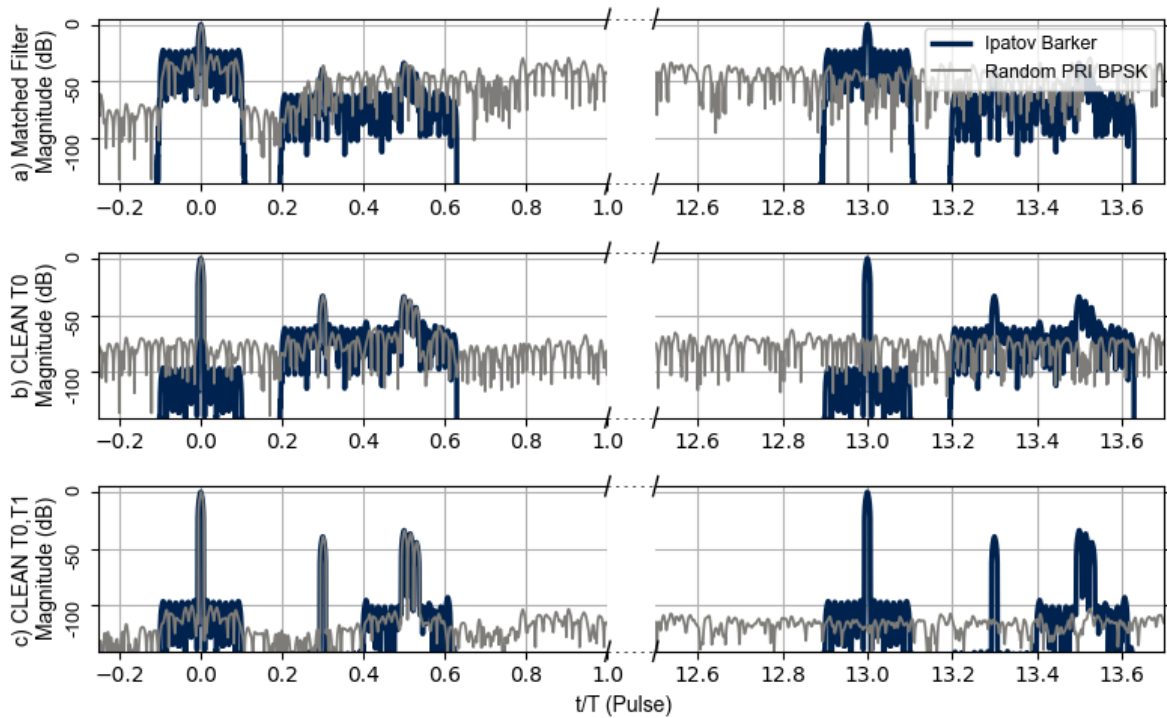 a) Matched Filter
Magnitude (dB)
0
-50
-100
Ipatov Barker
Random PRI BPSK
−0.2 0.0 0.2 0.4 0.6 0.8 1.0 12.6 12.8 13.0 13.2 13.4 13.6
b) CLEAN T0
Magnitude (dB)
0
-50
-100
−0.2 0.0 0.2 0.4 0.6 0.8 1.0 12.6 12.8 13.0 13.2 13.4 13.6
c) CLEAN T0,T1
Magnitude (dB)
0
-50
-100
−0.2 0.0 0.2 0.4 0.6 0.8 1.0 12.6 12.8 13.0 13.2 13.4 13.6
t/T (Pulse)